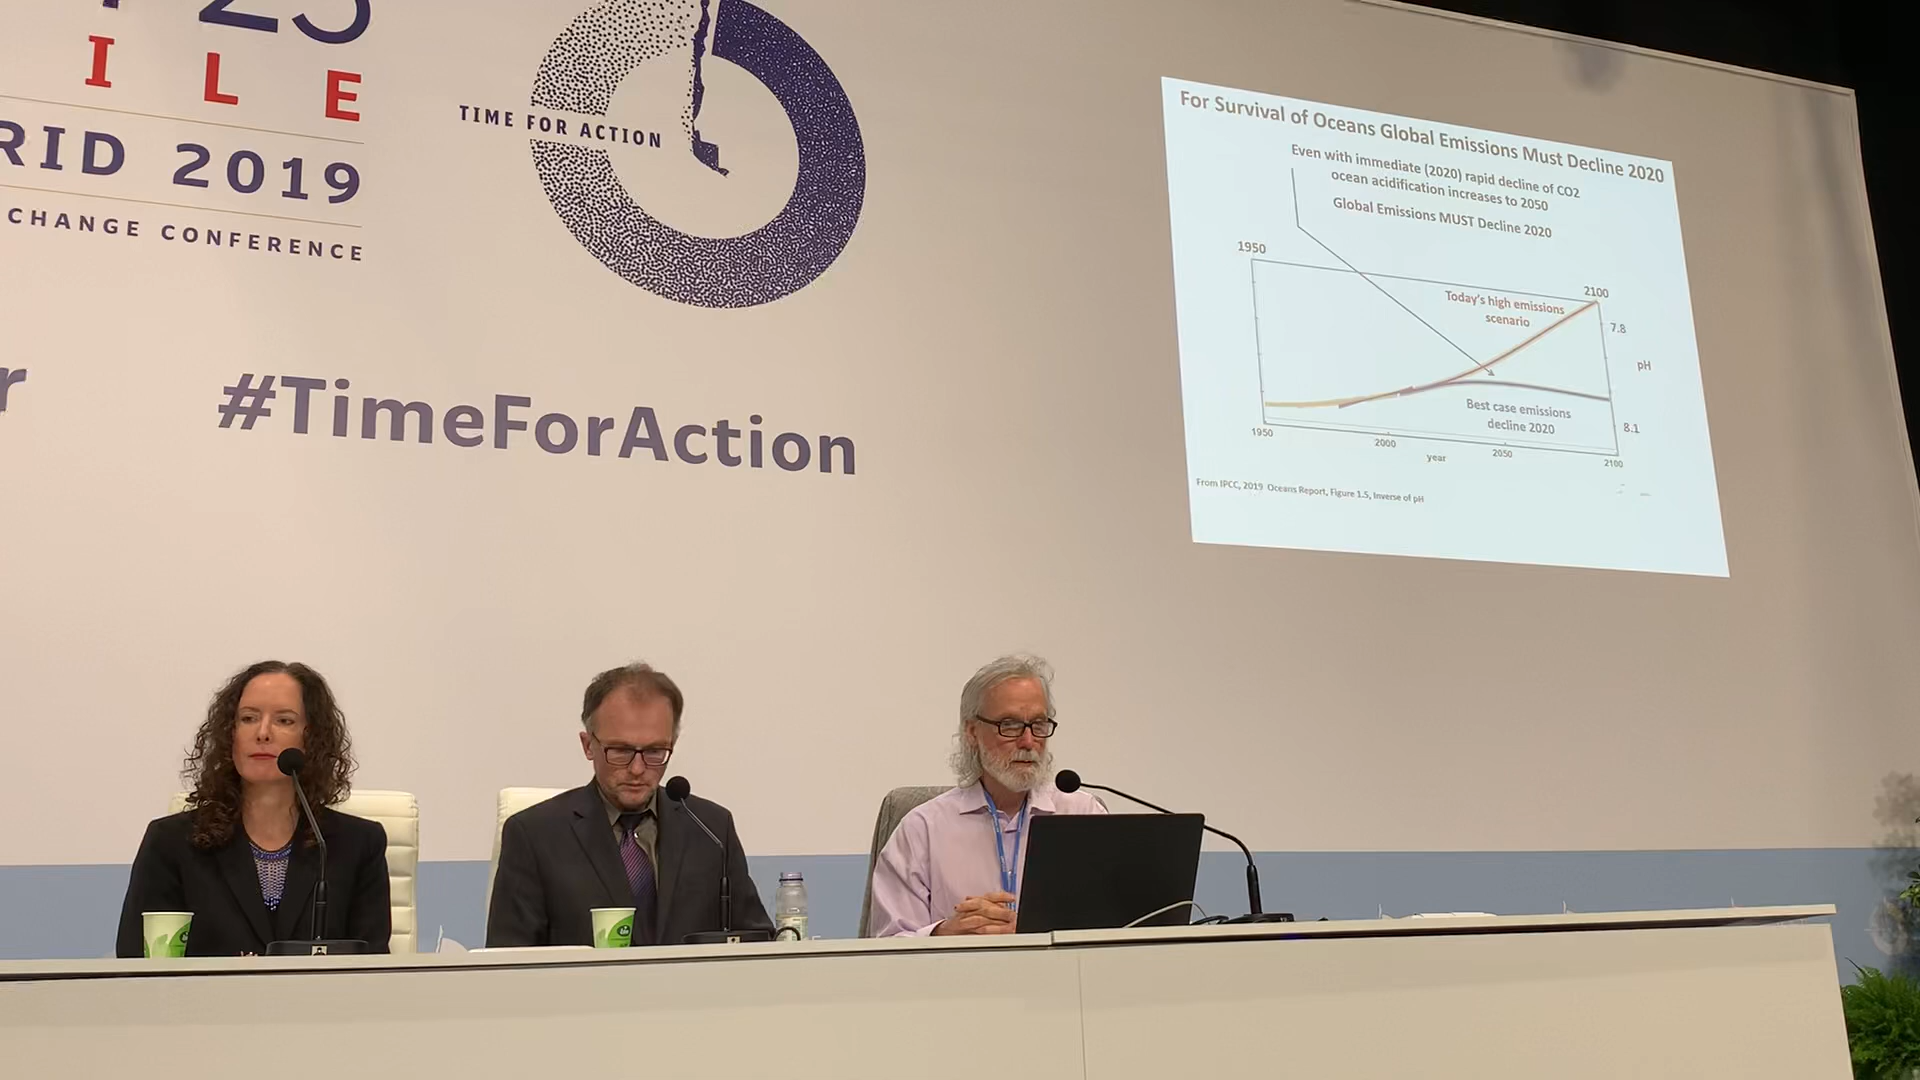 P25
ILE
RID 2019
CHANGE CONFERENCE
TIME FOR ACTION
r
#TimeForAction
For Survival of Oceans Global Emissions Must Decline 2020
Even with immediate (2020) rapid decline of CO2
ocean acidification increases to 2050
Global Emissions MUST Decline 2020
1950
2100
Today's high emissions
scenario
7.8
pH
Best case emissions
decline 2020
8.1
1950
2000
2050
2100
year
From IPCC, 2019 Oceans Report, Figure 1.5, Inverse of pH